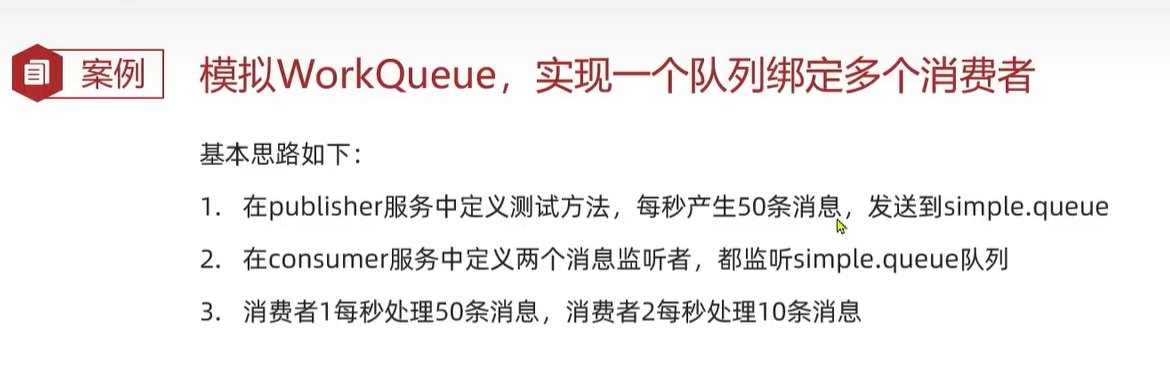 案例
模拟WorkQueue，实现一个队列绑定多个消费者
基本思路如下：
1. 在publisher服务中定义测试方法，每秒产生50条消息，发送到simple.queue
2. 在consumer服务中定义两个消息监听者，都监听simple.queue队列
3. 消费者1每秒处理50条消息，消费者2每秒处理10条消息